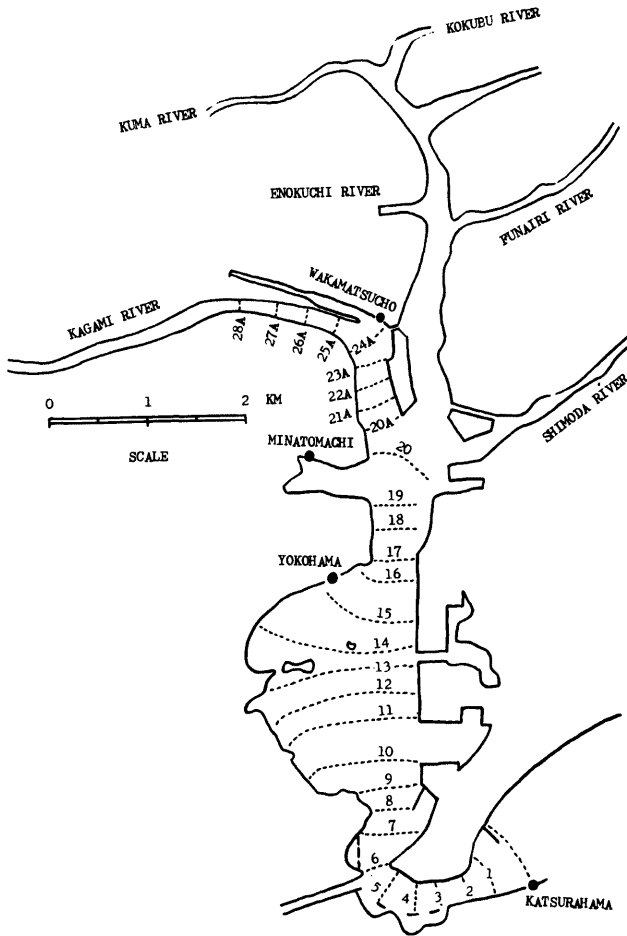 KOKUBU RIVER
KUMA RIVER
ENOKUCHI RIVER
FUNAIRI RIVER
WAKAMATSUCHO
KAGAMI RIVER
28A
27A
26A
25A
24A
23A
22A
21A
20A
0 1 2 KM
SCALE
SHIMODA RIVER
MINATOMACHI
20
19
18
17
YOKOHAMA
16
15
14
13
12
11
10
9
8
7
6
5
4
3
2
1
KATSURAHAMA